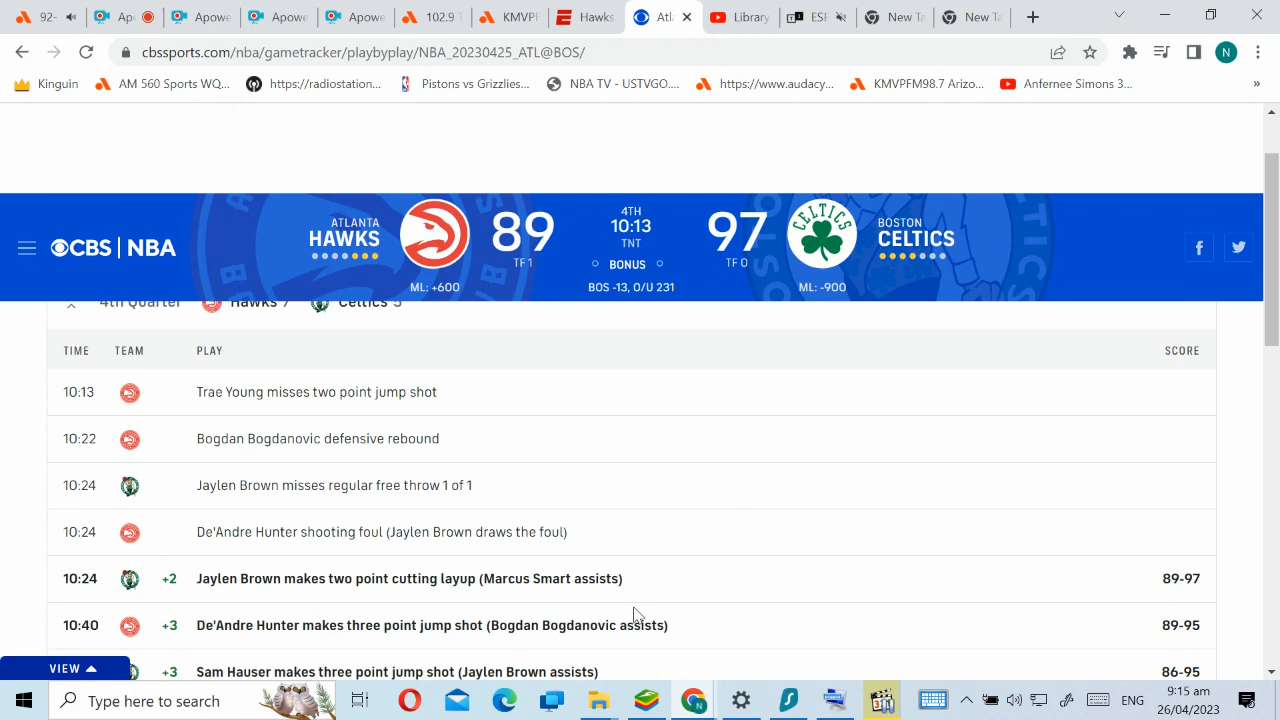 92-
Apowe
Apowe
Apowe
Apowe
102.9 T
KMVPI
Hawks
Atl
Library
ESF
New Ta
New Ta
cbssports.com/nba/gametracker/playbyplay/NBA_20230425_ATL@BOS/
N
Kinguin
AM 560 Sports WQ...
https://radiostation...
Pistons vs Grizzlies...
NBA TV - USTVGO....
https://www.audacy...
KMVPFM98.7 Arizo...
Anfernee Simons 3...
»
CBS | NBA
ATLANTA
HAWKS
89
TF 1
ML: +600
4TH
10:13
TNT
BONUS
BOS -13, O/U 231
97
TF 0
CELTICS
BOSTON
CELTICS
ML: -900
4th Quarter Hawks 7 Celtics 5
TIME TEAM PLAY SCORE
10:13 Trae Young misses two point jump shot
10:22 Bogdan Bogdanovic defensive rebound
10:24 Jaylen Brown misses regular free throw 1 of 1
10:24 De'Andre Hunter shooting foul (Jaylen Brown draws the foul)
10:24 +2 Jaylen Brown makes two point cutting layup (Marcus Smart assists) 89-97
10:40 +3 De'Andre Hunter makes three point jump shot (Bogdan Bogdanovic assists) 89-95
+3 Sam Hauser makes three point jump shot (Jaylen Brown assists) 86-95
VIEW
Type here to search
ENG
9:15 am
26/04/2023